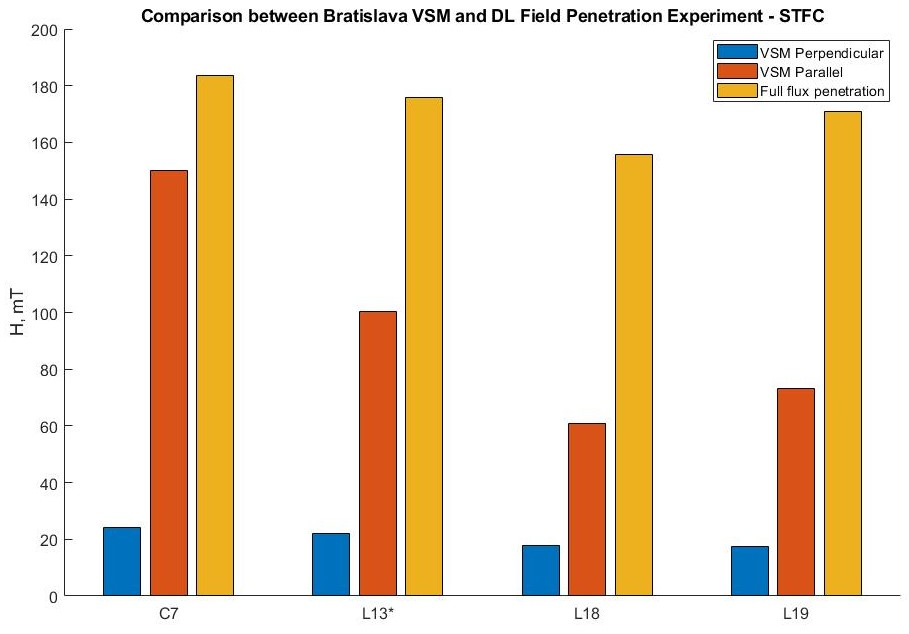 Comparison between Bratislava VSM and DL Field Penetration Experiment - STFC
VSM Perpendicular
VSM Parallel
Full flux penetration
H, mT
200
180
160
140
120
100
80
60
40
20
0
C7
L13*
L18
L19